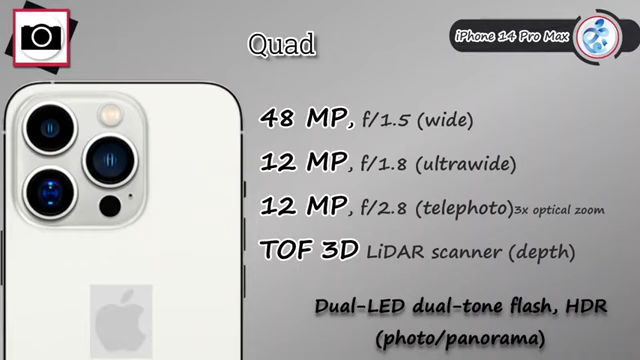 Quad
iPhone 14 Pro Max
48 MP, f/1.5 (wide)
12 MP, f/1.8 (ultrawide)
12 MP, f/2.8 (telephoto)3x optical zoom
TOF 3D LiDAR scanner (depth)
Dual-LED dual-tone flash, HDR
(photo/panorama)